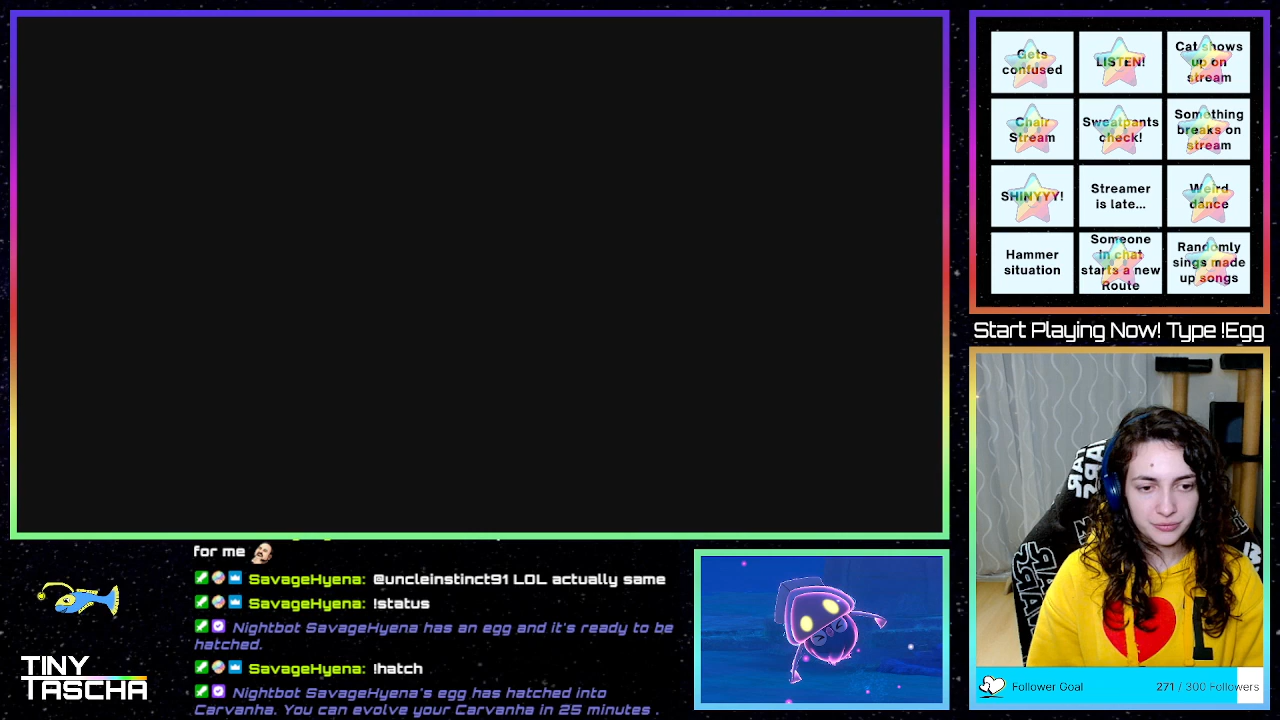 Gets
confused
LISTEN!
Cat shows
up on
stream
Chair
Stream
Sweatpants
check!
Something
breaks on
stream
SHINYYY!
Streamer
is late...
Weird
dance
Hammer
situation
Someone
in chat
starts a new
Route
Randomly
sings made
up songs
Start Playing Now! Type !Egg
for me
SavageHyena: @uncleinstinct91 LOL actually same
SavageHyena: !status
Nightbot SavageHyena has an egg and it's ready to be
hatched.
SavageHyena: !hatch
Nightbot SavageHyena's egg has hatched into
Carvanha. You can evolve your Carvanha in 25 minutes .
TINY
TASCHA
Follower Goal
271 / 300 Followers